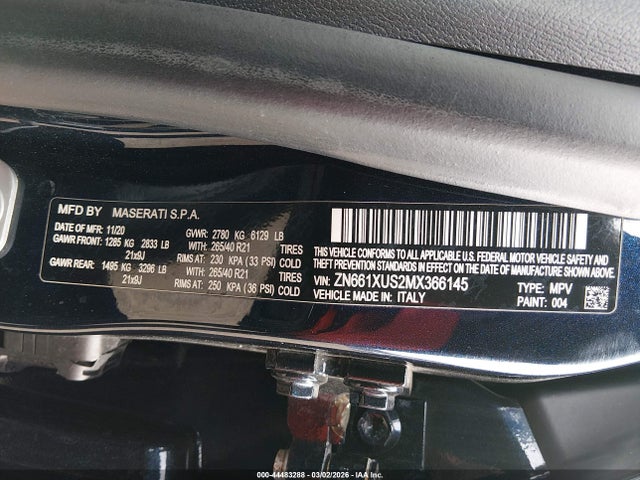 MFD BY MASERATI S.P.A.
DATE OF MFR: 11/20 GVWR: 2780 KG 6129 LB
GAWR FRONT: 1285 KG 2833 LB WITH: 265/40 R21 TIRES
21x9J RIMS AT: 230 KPA (33 PSI) COLD
GAWR REAR: 1495 KG 3296 LB WITH: 265/40 R21 TIRES
21x9J RIMS AT: 250 KPA (36 PSI) COLD
THIS VEHICLE CONFORMS TO ALL APPLICABLE U.S. FEDERAL MOTOR VEHICLE SAFETY AND
THEFT PREVENTION STANDARDS IN EFFECT ON THE DATE OF MANUFACTURE SHOWN ABOVE.
VIN: ZN661XUS2MX366145 TYPE: MPV
VEHICLE MADE IN: ITALY PAINT: 004
000-44483288 - 03/02/2026 - IAAI.COM